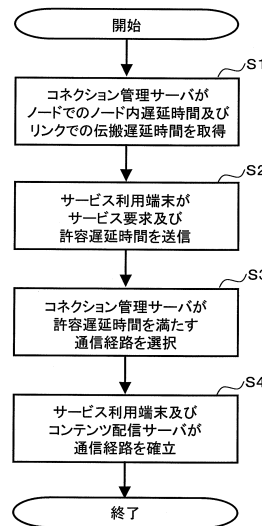 開始
S1
コネクション管理サーバが
ノードでのノード内遅延時間及び
リンクでの伝搬遅延時間を取得
S2
サービス利用端末が
サービス要求及び
許容遅延時間を送信
S3
コネクション管理サーバが
許容遅延時間を満たす
通信経路を選択
S4
サービス利用端末及び
コンテンツ配信サーバが
通信経路を確立
終了